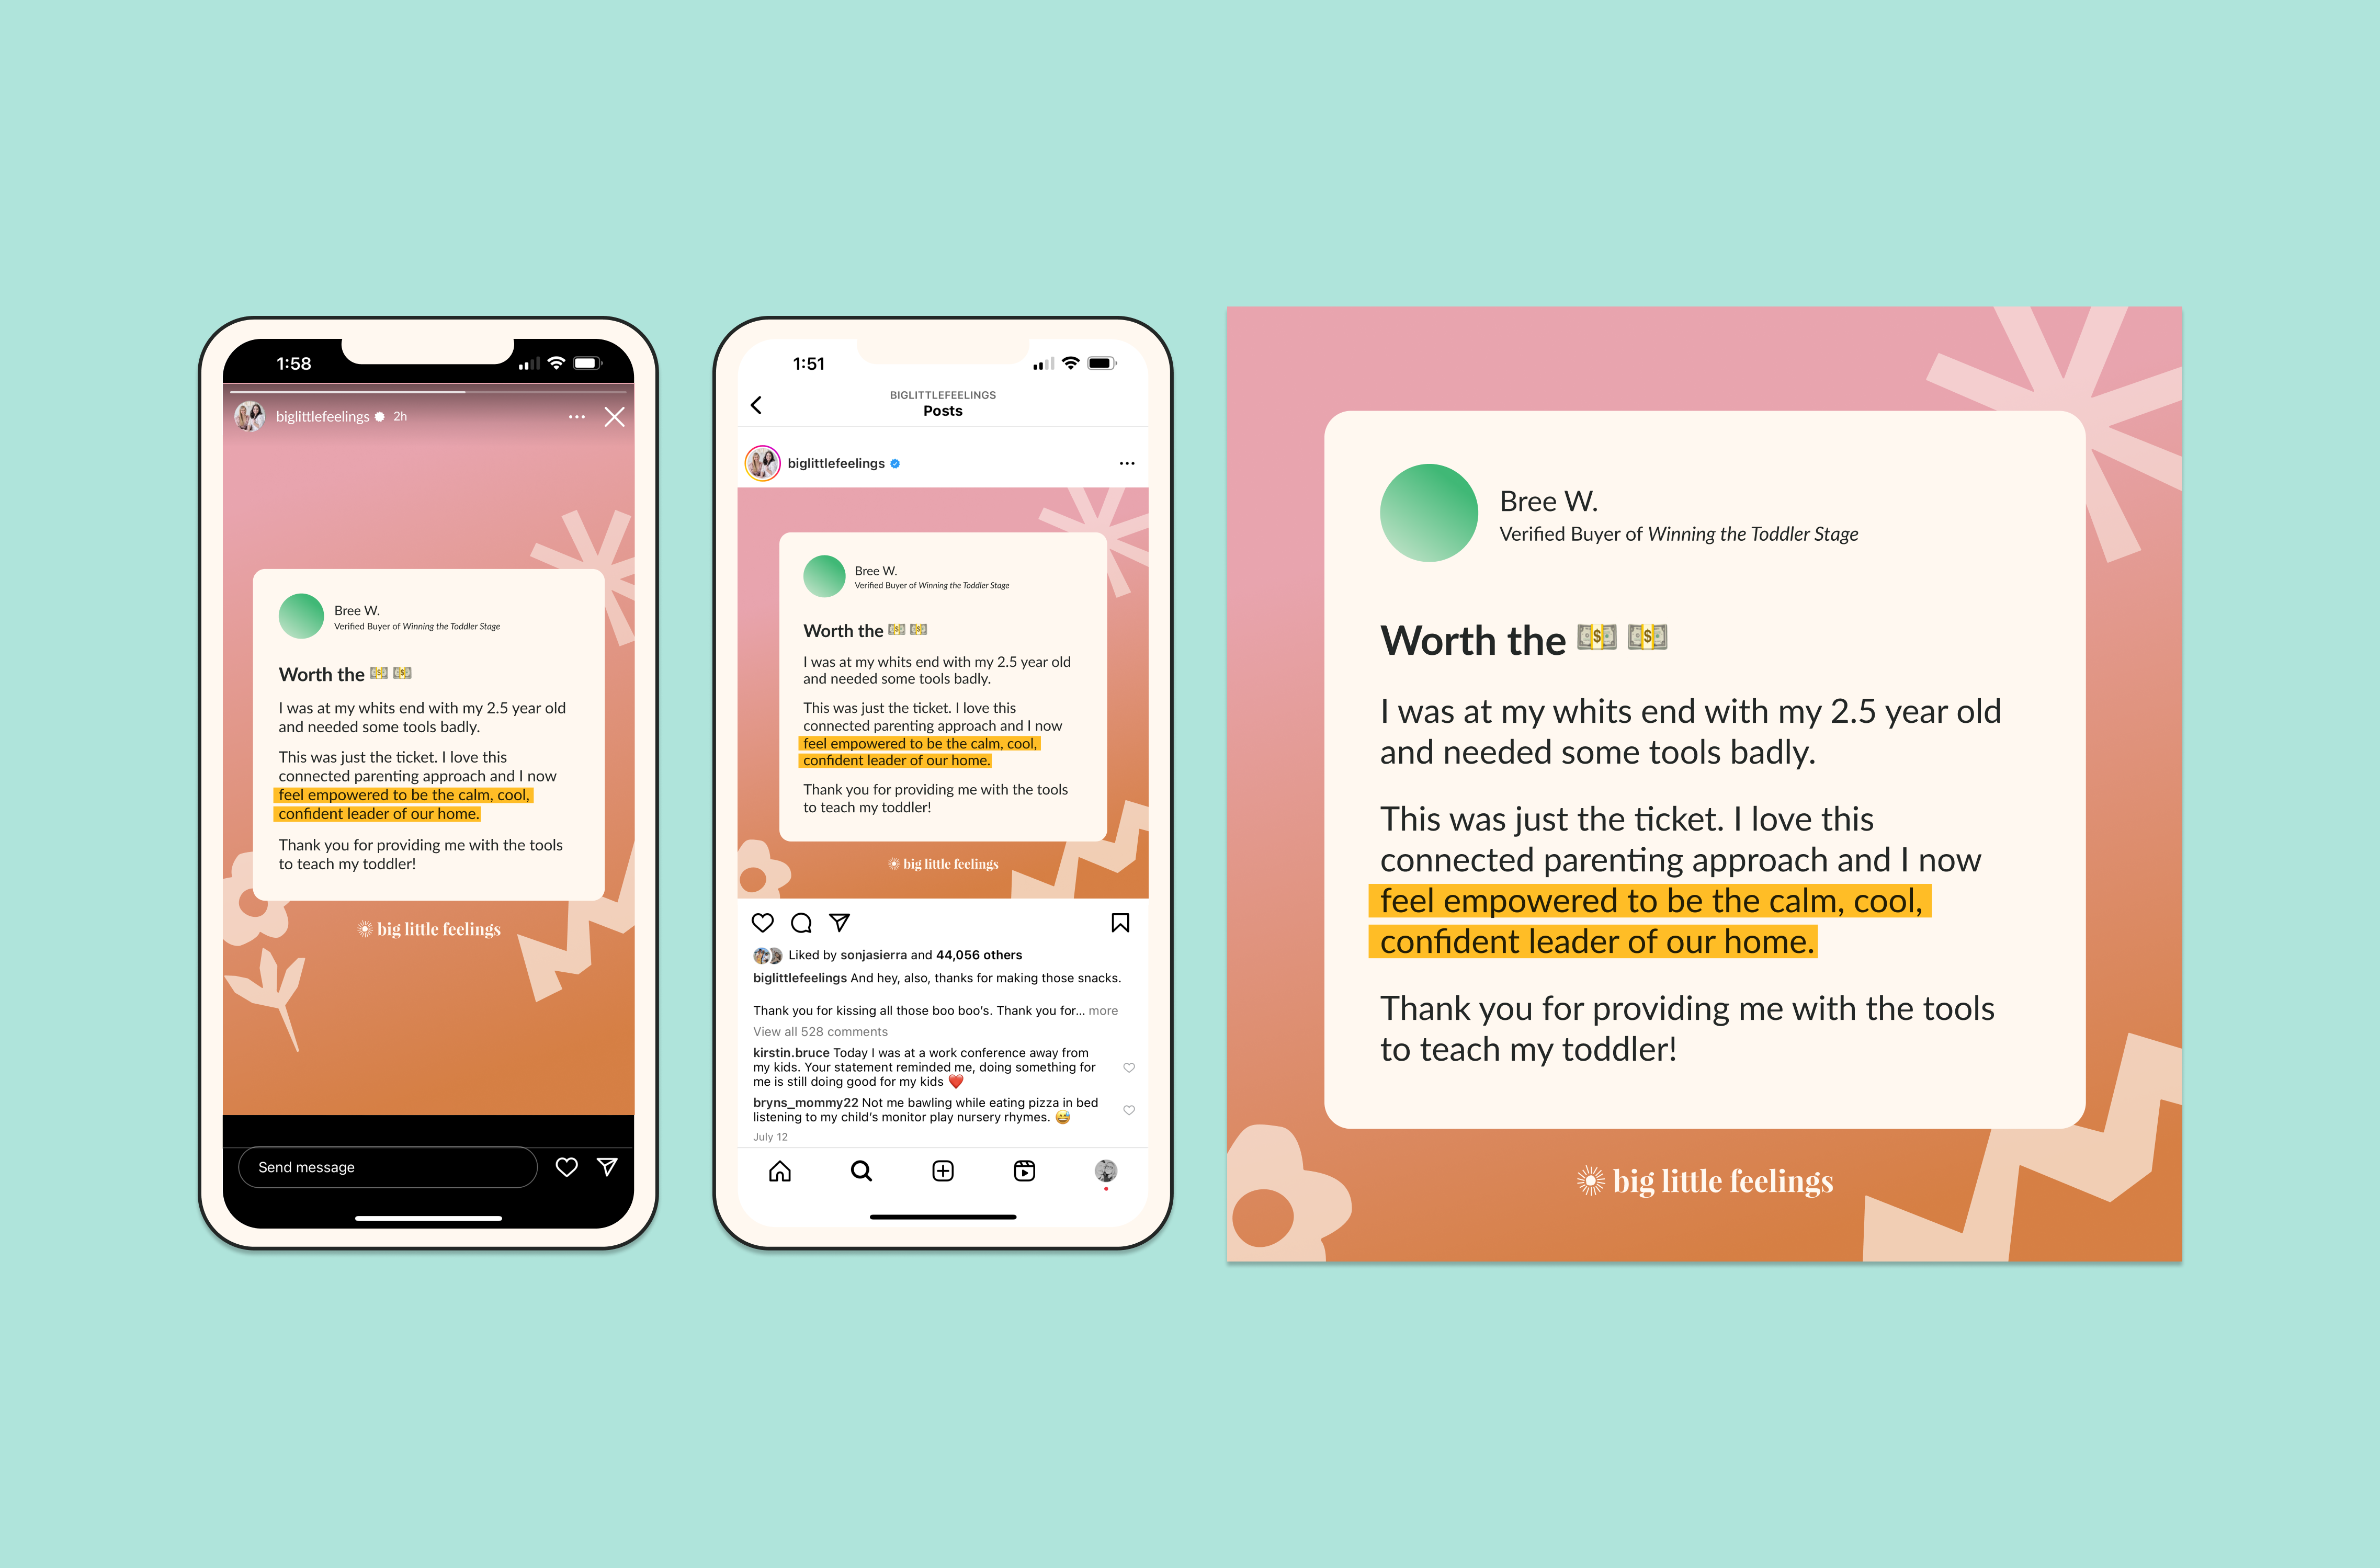 1:58
biglittlefeelings 2h
Bree W.
Verified Buyer of Winning the Toddler Stage
Worth the 💵 💵
I was at my whits end with my 2.5 year old
and needed some tools badly.
This was just the ticket. I love this
connected parenting approach and I now
feel empowered to be the calm, cool,
confident leader of our home.
Thank you for providing me with the tools
to teach my toddler!
big little feelings
Send message
1:51
BIGLITTLEFEELINGS
Posts
biglittlefeelings
Bree W.
Verified Buyer of Winning the Toddler Stage
Worth the 💵 💵
I was at my whits end with my 2.5 year old
and needed some tools badly.
This was just the ticket. I love this
connected parenting approach and I now
feel empowered to be the calm, cool,
confident leader of our home.
Thank you for providing me with the tools
to teach my toddler!
big little feelings
Liked by sonjasierra and 44,056 others
biglittlefeelings And hey, also, thanks for making those snacks.
Thank you for kissing all those boo boo's. Thank you for... more
View all 528 comments
kirstin.bruce Today I was at a work conference away from
my kids. Your statement reminded me, doing something for
me is still doing good for my kids ❤️
bryns_mommy22 Not me bawling while eating pizza in bed
listening to my child's monitor play nursery rhymes. 😅
July 12
Bree W.
Verified Buyer of Winning the Toddler Stage
Worth the 💵 💵
I was at my whits end with my 2.5 year old
and needed some tools badly.
This was just the ticket. I love this
connected parenting approach and I now
feel empowered to be the calm, cool,
confident leader of our home.
Thank you for providing me with the tools
to teach my toddler!
big little feelings